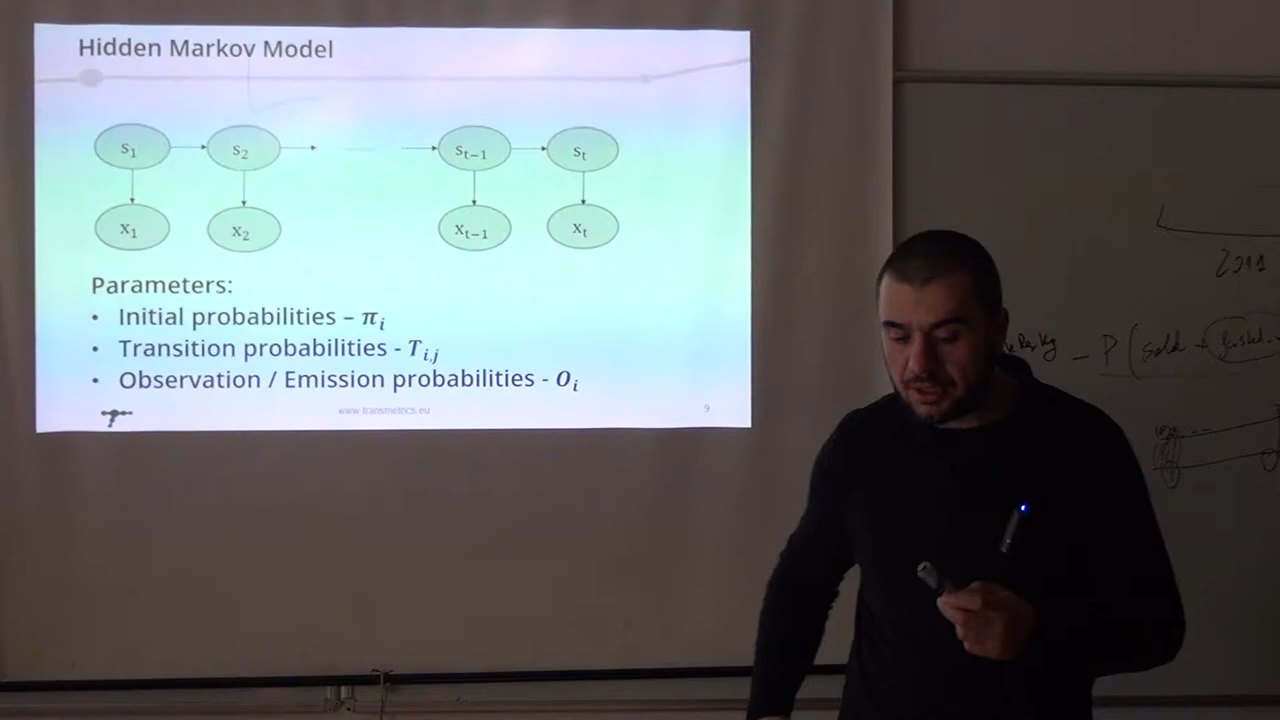 Hidden Markov Model
s₁ s₂ sₜ₋₁ sₜ
x₁ x₂ xₜ₋₁ xₜ
Parameters:
• Initial probabilities – πᵢ
• Transition probabilities - Tᵢ,ⱼ
• Observation / Emission probabilities - Oᵢ
www.transmetrics.eu 9
– P(